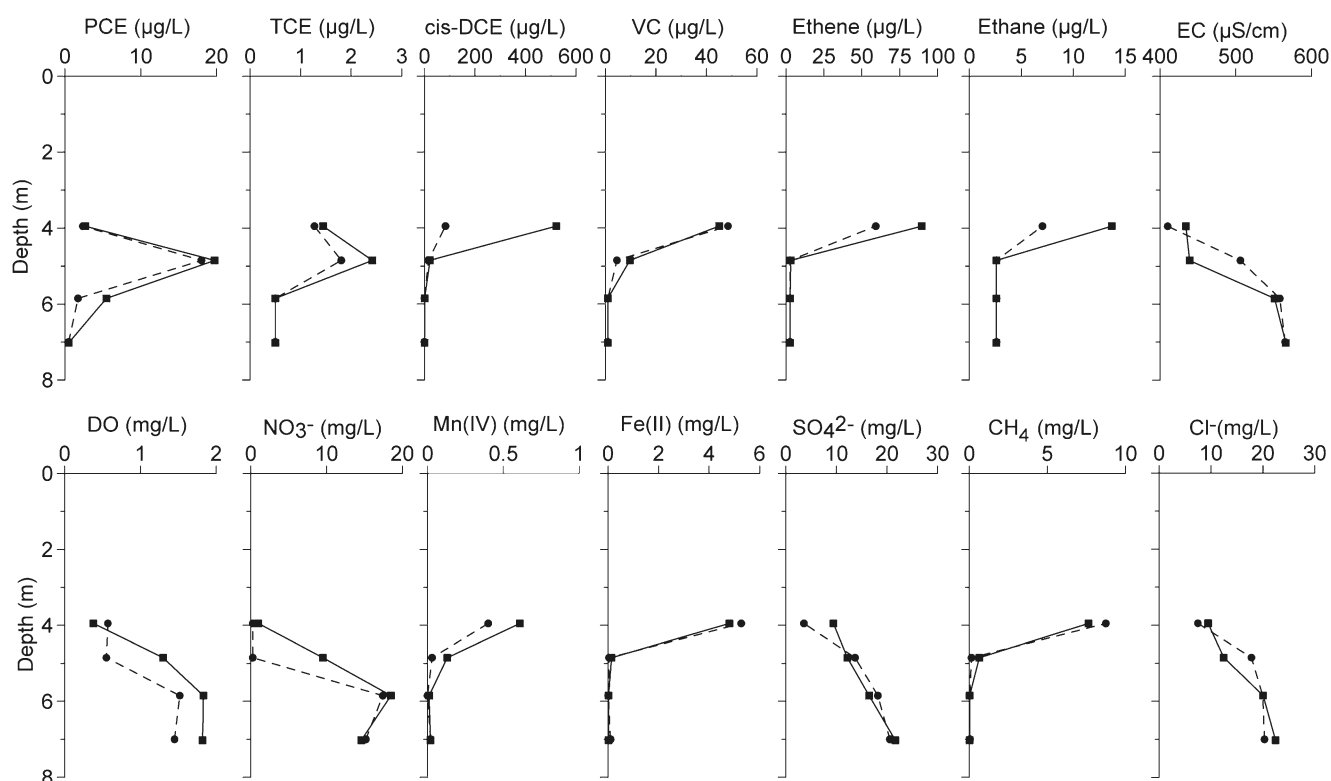 PCE (µg/L) TCE (µg/L) cis-DCE (µg/L) VC (µg/L) Ethene (µg/L) Ethane (µg/L) EC (µS/cm)
0 10 20 0 1 2 3 0 200 400 600 0 20 40 60 0 25 50 75 100 0 5 10 15 400 500 600
0
2
4
6
8
Depth (m)
DO (mg/L) NO3- (mg/L) Mn(IV) (mg/L) Fe(II) (mg/L) SO42- (mg/L) CH4 (mg/L) Cl-(mg/L)
0 1 2 0 10 20 0 0.5 1 0 2 4 6 0 10 20 30 0 5 10 0 10 20 30
0
2
4
6
8
Depth (m)